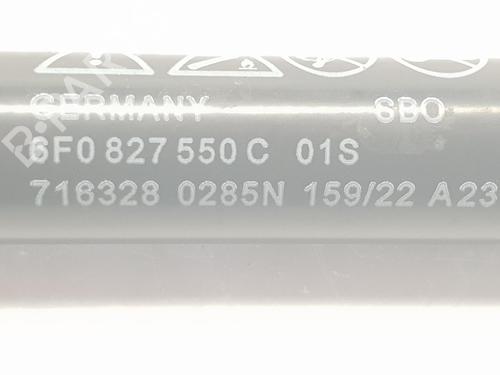 GERMANY SBO
6F0 827 550 C 01S
716328 0285N 159/22 A23